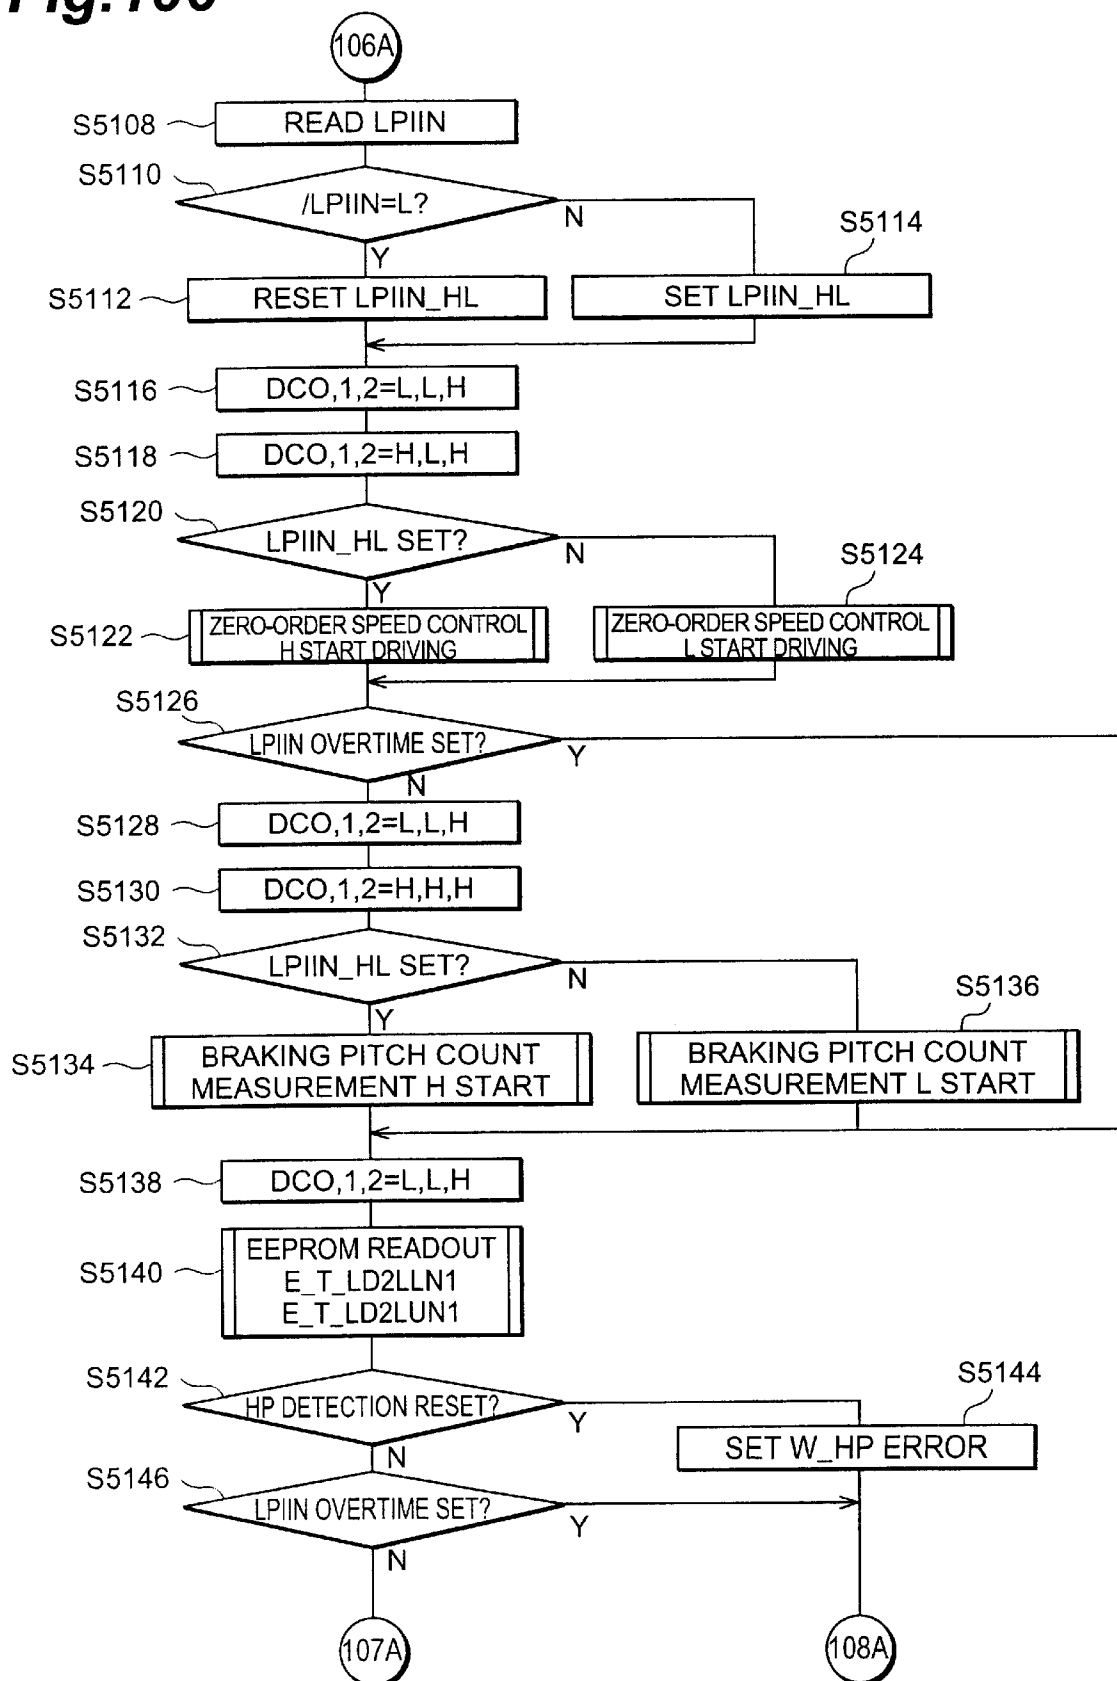 106A
S5108
READ LPIIN
S5110
/LPIIN=L?
N
Y
S5114
S5112
RESET LPIIN_HL
SET LPIIN_HL
S5116
DCO,1,2=L,L,H
S5118
DCO,1,2=H,L,H
S5120
LPIIN_HL SET?
N
Y
S5124
S5122
ZERO-ORDER SPEED CONTROL
H START DRIVING
ZERO-ORDER SPEED CONTROL
L START DRIVING
S5126
LPIIN OVERTIME SET?
Y
N
S5128
DCO,1,2=L,L,H
S5130
DCO,1,2=H,H,H
S5132
LPIIN_HL SET?
N
Y
S5136
S5134
BRAKING PITCH COUNT
MEASUREMENT H START
BRAKING PITCH COUNT
MEASUREMENT L START
S5138
DCO,1,2=L,L,H
S5140
EEPROM READOUT
E_T_LD2LLN1
E_T_LD2LUN1
S5142
HP DETECTION RESET?
Y
N
S5144
SET W_HP ERROR
S5146
LPIIN OVERTIME SET?
Y
N
107A
108A